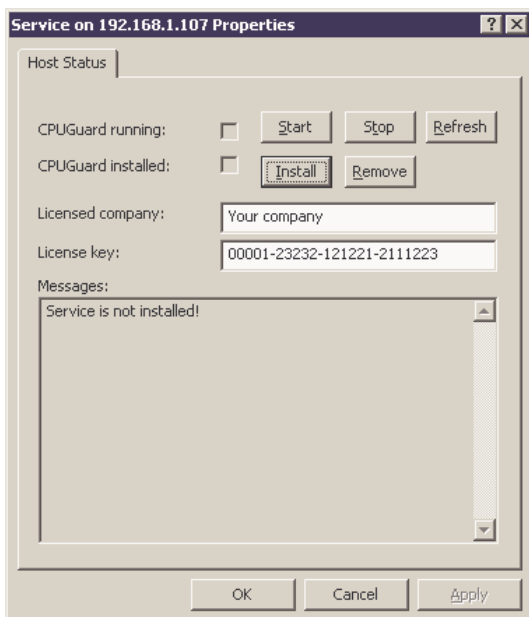 Service on 192.168.1.107 Properties
Host Status
CPUGuard running: Start Stop Refresh
CPUGuard installed: Install Remove
Licensed company: Your company
License key: 00001-23232-121221-2111223
Messages:
Service is not installed!
OK Cancel Apply